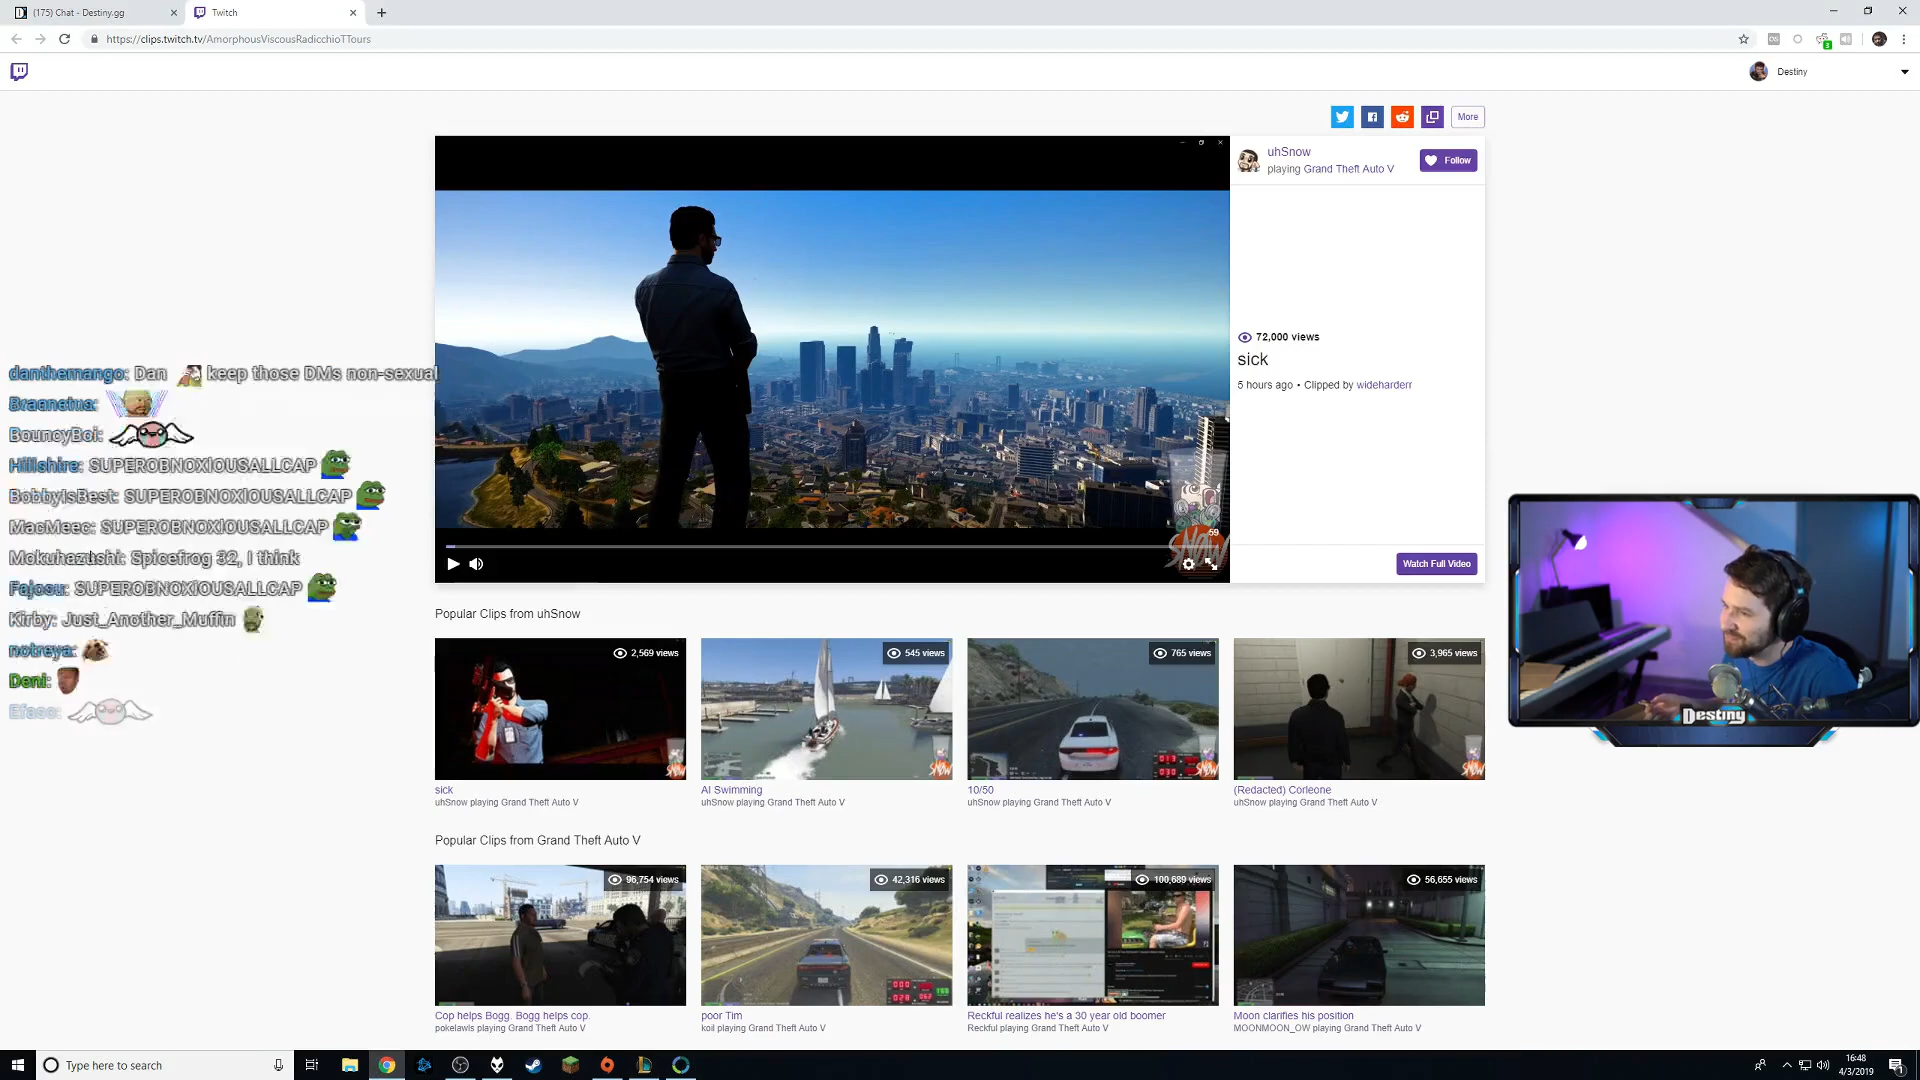 (175) Chat - Destiny.gg
Twitch
https://clips.twitch.tv/AmorphousViscousRadicchioTTours
Destiny
More
uhSnow
playing Grand Theft Auto V
Follow
72,000 views
sick
5 hours ago • Clipped by wideharderr
59
SNOW
Watch Full Video
danthemango: Dan keep those DMs non-sexual
Braenetus:
BouncyBoi:
Hillshire: SUPEROBNOXIOUSALLCAP
BobbyIsBest: SUPEROBNOXIOUSALLCAP
MacMeec: SUPEROBNOXIOUSALLCAP
Mokuhazushi: Spicefrog 32, I think
Fajosu: SUPEROBNOXIOUSALLCAP
Kirby: Just_Another_Muffin
notreya:
Deni:
Efaso:
Destiny
Popular Clips from uhSnow
2,569 views
545 views
765 views
3,965 views
sick
uhSnow playing Grand Theft Auto V
AI Swimming
uhSnow playing Grand Theft Auto V
10/50
uhSnow playing Grand Theft Auto V
(Redacted) Corleone
uhSnow playing Grand Theft Auto V
Popular Clips from Grand Theft Auto V
96,754 views
42,316 views
100,689 views
56,655 views
Cop helps Bogg. Bogg helps cop.
pokelawls playing Grand Theft Auto V
poor Tim
koil playing Grand Theft Auto V
Reckful realizes he's a 30 year old boomer
Reckful playing Grand Theft Auto V
Moon clarifies his position
MOONMOON_OW playing Grand Theft Auto V
Type here to search
16:48
4/3/2019